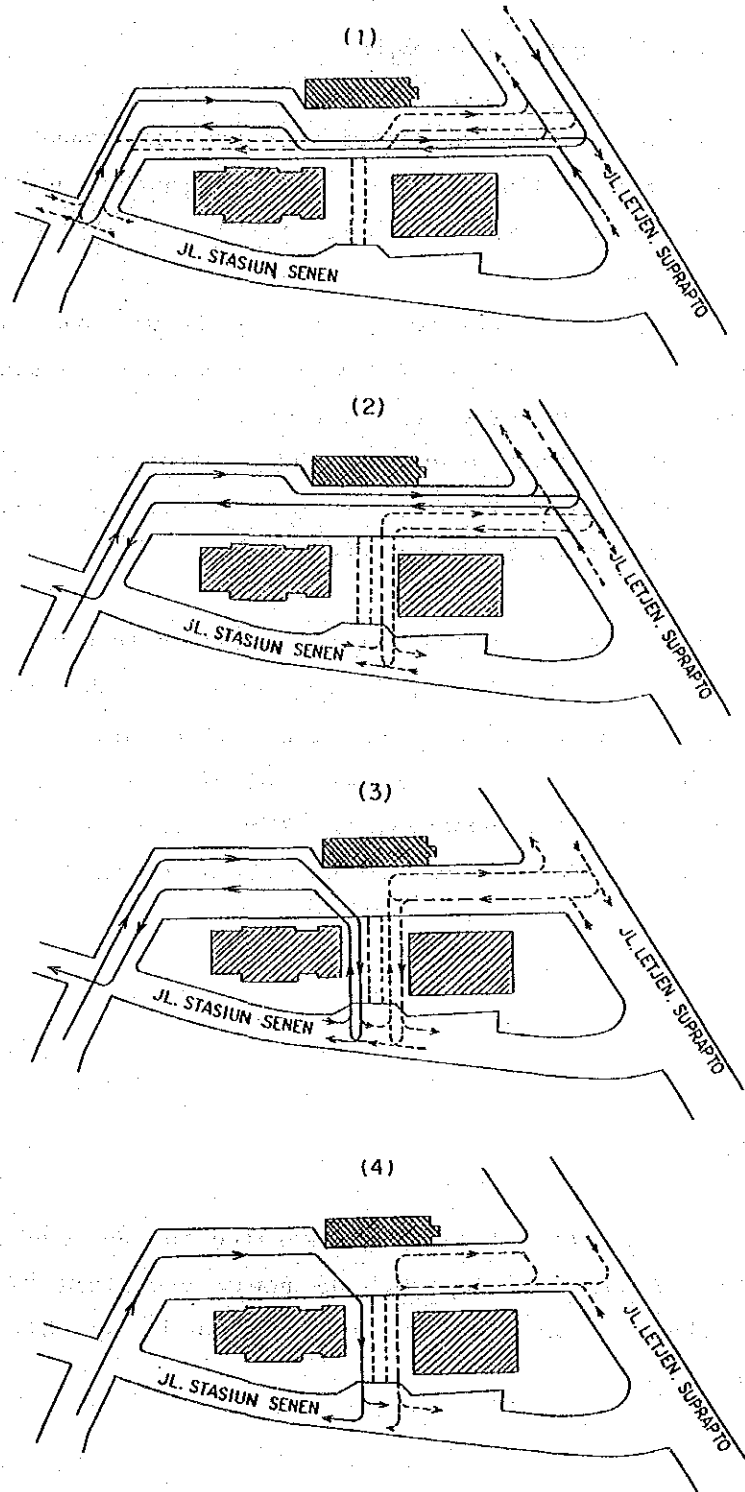 (1)
JL. STASIUN SENEN
JL. LETJEN. SUPRAPTO
(2)
JL. LETJEN. SUPRAPTO
JL. STASIUN SENEN
(3)
JL. LETJEN. SUPRAPTO
JL. STASIUN SENEN
(4)
JL. LETJEN. SUPRAPTO
JL. STASIUN SENEN